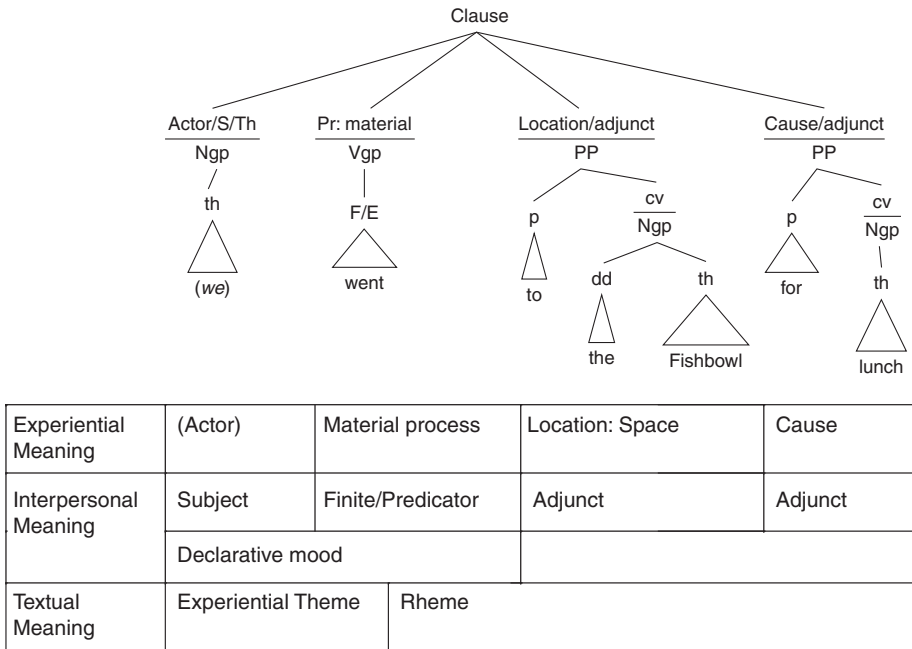 Clause
Actor/S/Th Pr: material Location/adjunct Cause/adjunct
Ngp Vgp PP PP
th F/E p cv p cv
Ngp Ngp
(we) went to dd th for th
the Fishbowl lunch
Experiential Meaning (Actor) Material process Location: Space Cause
Interpersonal Meaning Subject Finite/Predicator Adjunct Adjunct
Declarative mood
Textual Meaning Experiential Theme Rheme